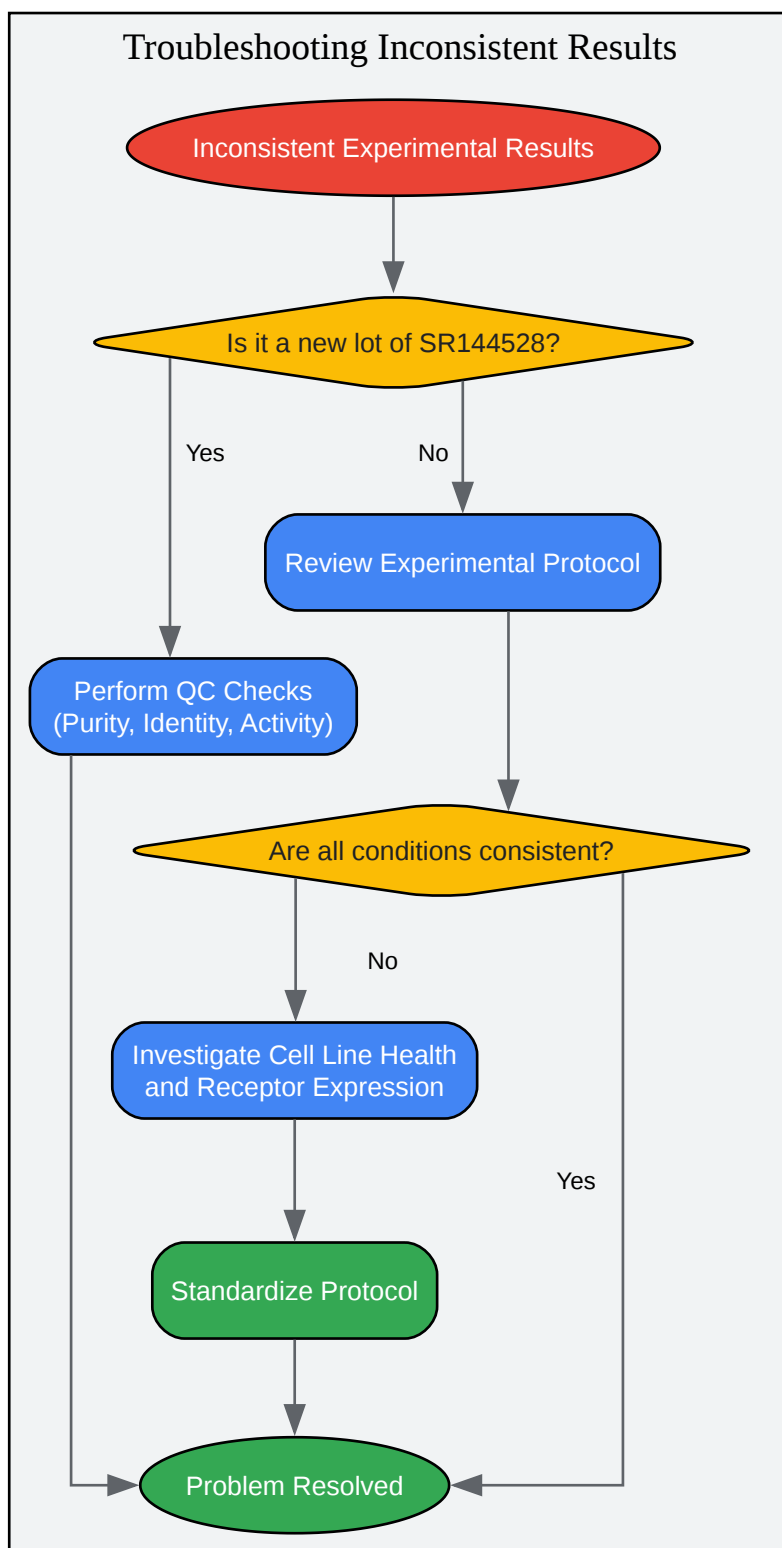 Troubleshooting Inconsistent Results
Inconsistent Experimental Results
Is it a new lot of SR144528?
Yes
No
Review Experimental Protocol
Perform QC Checks
(Purity, Identity, Activity)
Are all conditions consistent?
No
Investigate Cell Line Health
and Receptor Expression
Yes
Standardize Protocol
Problem Resolved